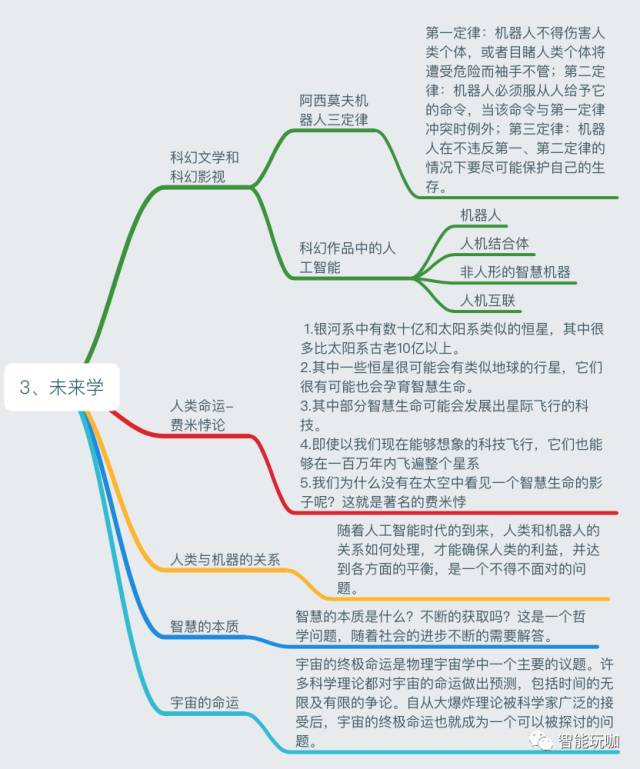 第一定律：机器人不得伤害人
类个体，或者目睹人类个体将
遭受危险而袖手不管；第二定
律：机器人必须服从人给予它
的命令，当该命令与第一定律
冲突时例外；第三定律：机器
人在不违反第一、第二定律的
情况下要尽可能保护自己的生
存。
阿西莫夫机
器人三定律
科幻文学和
科幻影视
科幻作品中的人
工智能
机器人
人机结合体
非人形的智慧机器
人机互联
3、未来学
人类命运–
费米悖论
1.银河系中有数十亿和太阳系类似的恒星，其中很
多比太阳系古老10亿以上。
2.其中一些恒星很可能会有类似地球的行星，它们
很有可能也会孕育智慧生命。
3.其中部分智慧生命可能会发展出星际飞行的科
技。
4.即使以我们现在能够想象的科技飞行，它们也能
够在一百万年内飞遍整个星系
5.我们为什么没有在太空中看见一个智慧生命的影
子呢？这就是著名的费米悖
人类与机器的关系
随着人工智能时代的到来，人类和机器人的
关系如何处理，才能确保人类的利益，并达
到各方面的平衡，是一个不得不面对的问
题。
智慧的本质
智慧的本质是什么？不断的获取吗？这是一个哲
学问题，随着社会的进步不断的需要解答。
宇宙的命运
宇宙的终极命运是物理宇宙学中一个主要的议题。许
多科学理论都对宇宙的命运做出预测，包括时间的无
限及有限的争论。自从大爆炸理论被科学家广泛的接
受后，宇宙的终极命运也就成为一个可以被探讨的问
题。
智能玩咖